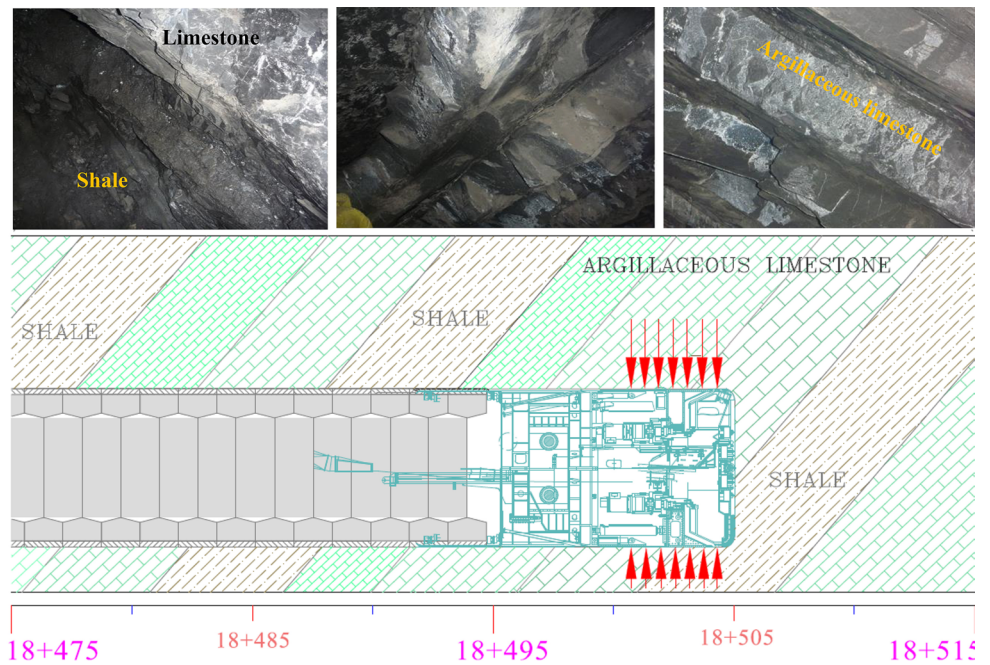 Limestone
Shale
Argillaceous limestone
ARGILLACEOUS LIMESTONE
SHALE
SHALE
SHALE
18+475
18+485
18+495
18+505
18+515